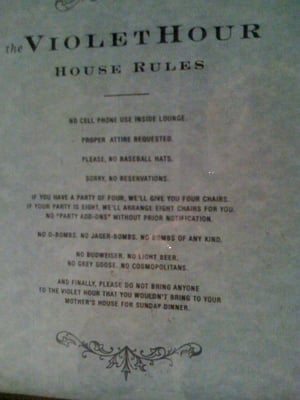 the VIOLET HOUR
HOUSE RULES
NO CELL PHONE USE INSIDE LOUNGE.
PROPER ATTIRE REQUESTED.
PLEASE, NO BASEBALL HATS.
SORRY, NO RESERVATIONS.
IF YOU HAVE A PARTY OF FOUR, WE'LL GIVE YOU FOUR CHAIRS.
IF YOUR PARTY IS EIGHT, WE'LL ARRANGE EIGHT CHAIRS FOR YOU.
NO "PARTY ADD-ONS" WITHOUT PRIOR NOTIFICATION.
NO O-BOMBS. NO JAGER-BOMBS. NO BOMBS OF ANY KIND.
NO BUDWEISER. NO LIGHT BEER.
NO GREY GOOSE. NO COSMOPOLITANS.
AND FINALLY, PLEASE DO NOT BRING ANYONE
TO THE VIOLET HOUR THAT YOU WOULDN'T BRING TO YOUR
MOTHER'S HOUSE FOR SUNDAY DINNER.